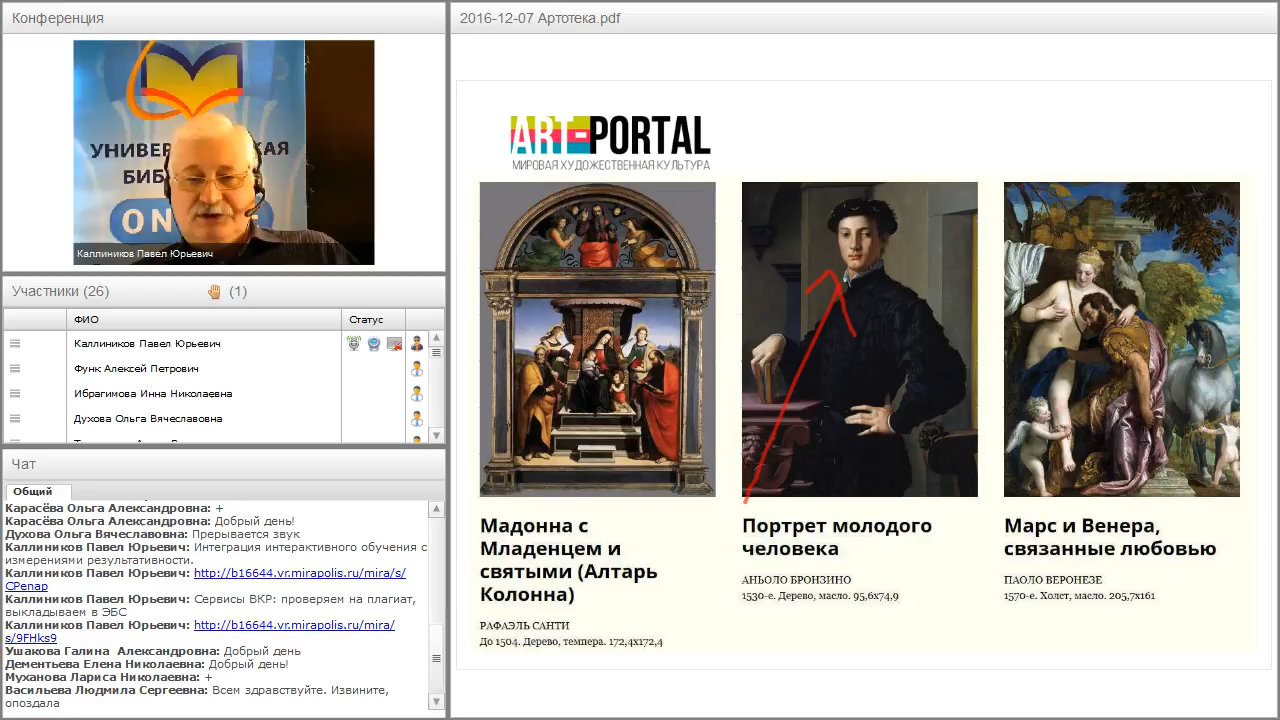 Конференция
УНИВЕР СКАЯ
БИБ
ON
Каллиников Павел Юрьевич
Участники (26)
(1)
ФИО
Статус
Каллиников Павел Юрьевич
Функ Алексей Петрович
Ибрагимова Инна Николаевна
Духова Ольга Вячеславовна
Чат
Общий
Карасёва Ольга Александровна: +
Карасёва Ольга Александровна: Добрый день!
Духова Ольга Вячеславовна: Прерывается звук
Каллиников Павел Юрьевич: Интеграция интерактивного обучения с
измерениями результативности.
Каллиников Павел Юрьевич: http://b16644.vr.mirapolis.ru/mira/s/
CPenap
Каллиников Павел Юрьевич: Сервисы ВКР: проверяем на плагиат,
выкладываем в ЭБС
Каллиников Павел Юрьевич: http://b16644.vr.mirapolis.ru/mira/
s/9FHks9
Ушакова Галина Александровна: Добрый день
Дементьева Елена Николаевна: Добрый день!
Муханова Лариса Николаевна: +
Васильева Людмила Сергеевна: Всем здравствуйте. Извините,
опоздала
2016-12-07 Артотека.pdf
ART-PORTAL
МИРОВАЯ ХУДОЖЕСТВЕННАЯ КУЛЬТУРА
Мадонна с
Младенцем и
святыми (Алтарь
Колонна)
РАФАЭЛЬ САНТИ
До 1504. Дерево, темпера. 172,4х172,4
Портрет молодого
человека
АНЬОЛО БРОНЗИНО
1530-е. Дерево, масло. 95,6х74,9
Марс и Венера,
связанные любовью
ПАОЛО ВЕРОНЕЗЕ
1570-е. Холст, масло. 205,7х161